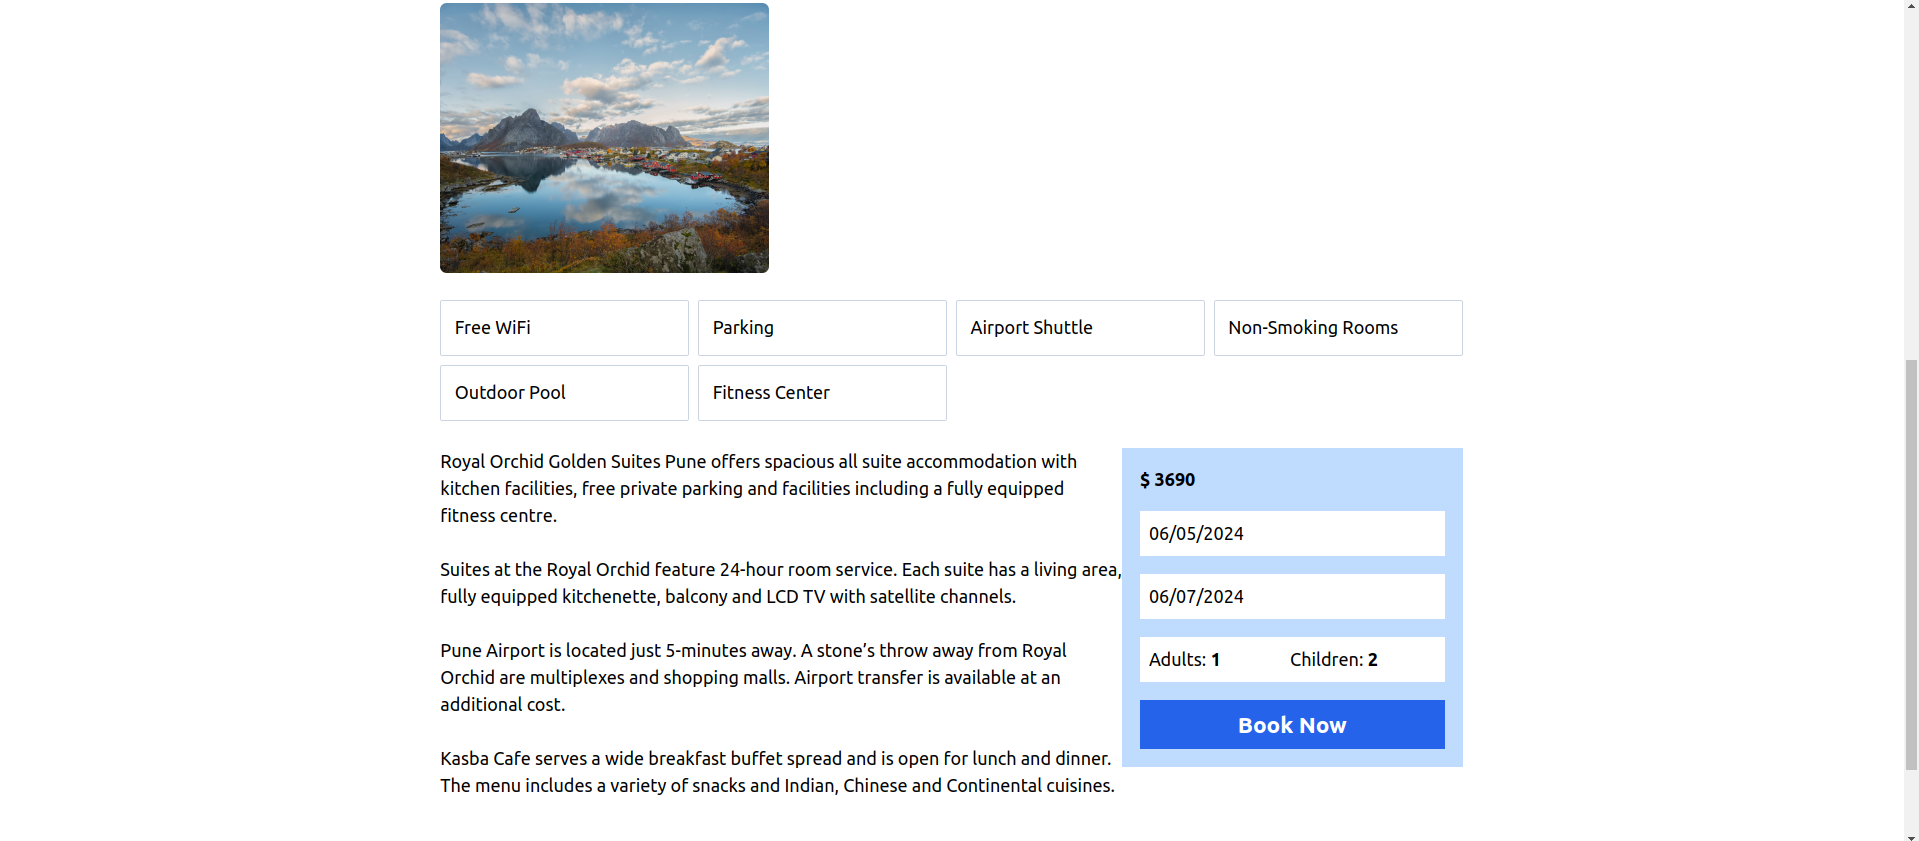 Free WiFi
Parking
Airport Shuttle
Non-Smoking Rooms
Outdoor Pool
Fitness Center
Royal Orchid Golden Suites Pune offers spacious all suite accommodation with
kitchen facilities, free private parking and facilities including a fully equipped
fitness centre.
Suites at the Royal Orchid feature 24-hour room service. Each suite has a living area,
fully equipped kitchenette, balcony and LCD TV with satellite channels.
Pune Airport is located just 5-minutes away. A stone’s throw away from Royal
Orchid are multiplexes and shopping malls. Airport transfer is available at an
additional cost.
Kasba Cafe serves a wide breakfast buffet spread and is open for lunch and dinner.
The menu includes a variety of snacks and Indian, Chinese and Continental cuisines.
$ 3690
06/05/2024
06/07/2024
Adults: 1
Children: 2
Book Now